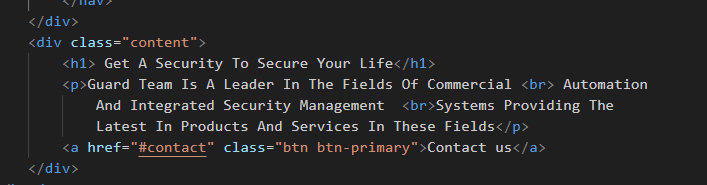 </nav>
</div>
<div class="content">
<h1> Get A Security To Secure Your Life</h1>
<p>Guard Team Is A Leader In The Fields Of Commercial <br> Automation
And Integrated Security Management  <br>Systems Providing The
Latest In Products And Services In These Fields</p>
<a href="#contact" class="btn btn-primary">Contact us</a>
</div>